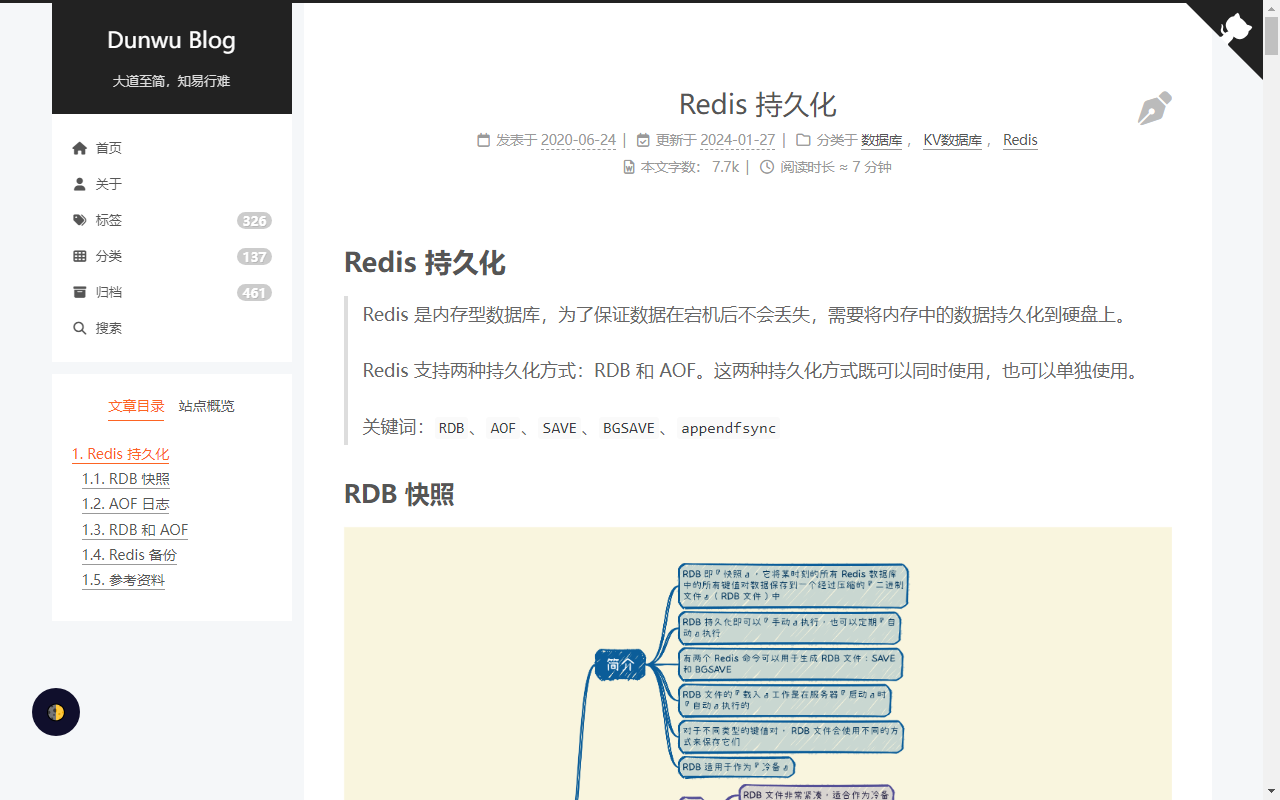 Dunwu Blog
大道至简，知易行难
首页
关于
标签 326
分类 137
归档 461
搜索
文章目录 站点概览
1. Redis 持久化
1.1. RDB 快照
1.2. AOF 日志
1.3. RDB 和 AOF
1.4. Redis 备份
1.5. 参考资料
Redis 持久化
发表于 2020-06-24 | 更新于 2024-01-27 | 分类于 数据库 ， KV数据库 ， Redis
本文字数： 7.7k | 阅读时长 ≈ 7 分钟
Redis 持久化
Redis 是内存型数据库，为了保证数据在宕机后不会丢失，需要将内存中的数据持久化到硬盘上。
Redis 支持两种持久化方式：RDB 和 AOF。这两种持久化方式既可以同时使用，也可以单独使用。
关键词： RDB 、 AOF 、 SAVE 、 BGSAVE 、 appendfsync
RDB 快照
RDB 即『快照』，它将某时刻的所有 Redis 数据库
中的所有键值对数据保存到一个经过压缩的『二进制
文件』（RDB 文件）中
RDB 持久化即可以『手动』执行，也可以定期『自
动』执行
简介
有两个 Redis 命令可以用于生成 RDB 文件：SAVE
和 BGSAVE
RDB 文件的『载入』工作是在服务器『启动』时
『自动』执行的
对于不同类型的键值对， RDB 文件会使用不同的方
式来保存它们
RDB 适用于作为『冷备』
RDB 文件非常紧凑，适合作为冷备